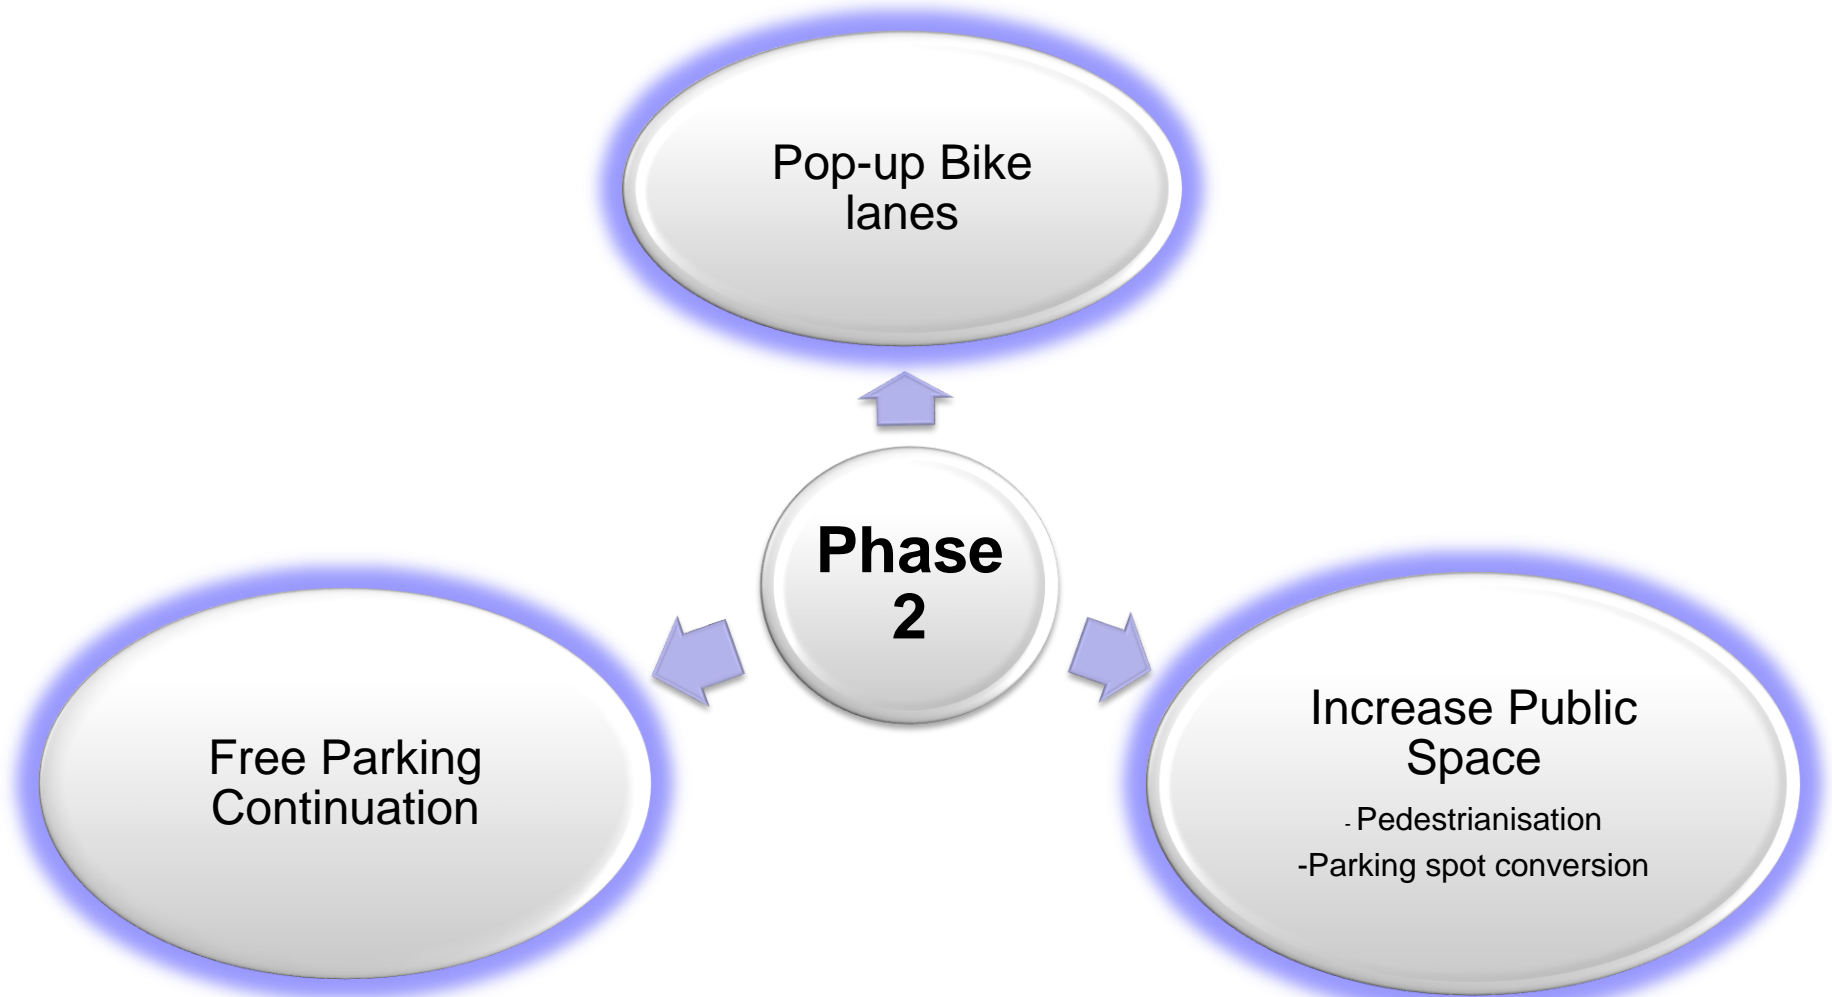 Pop-up Bike
lanes
Phase
2
Free Parking
Continuation
Increase Public
Space
- Pedestrianisation
-Parking spot conversion